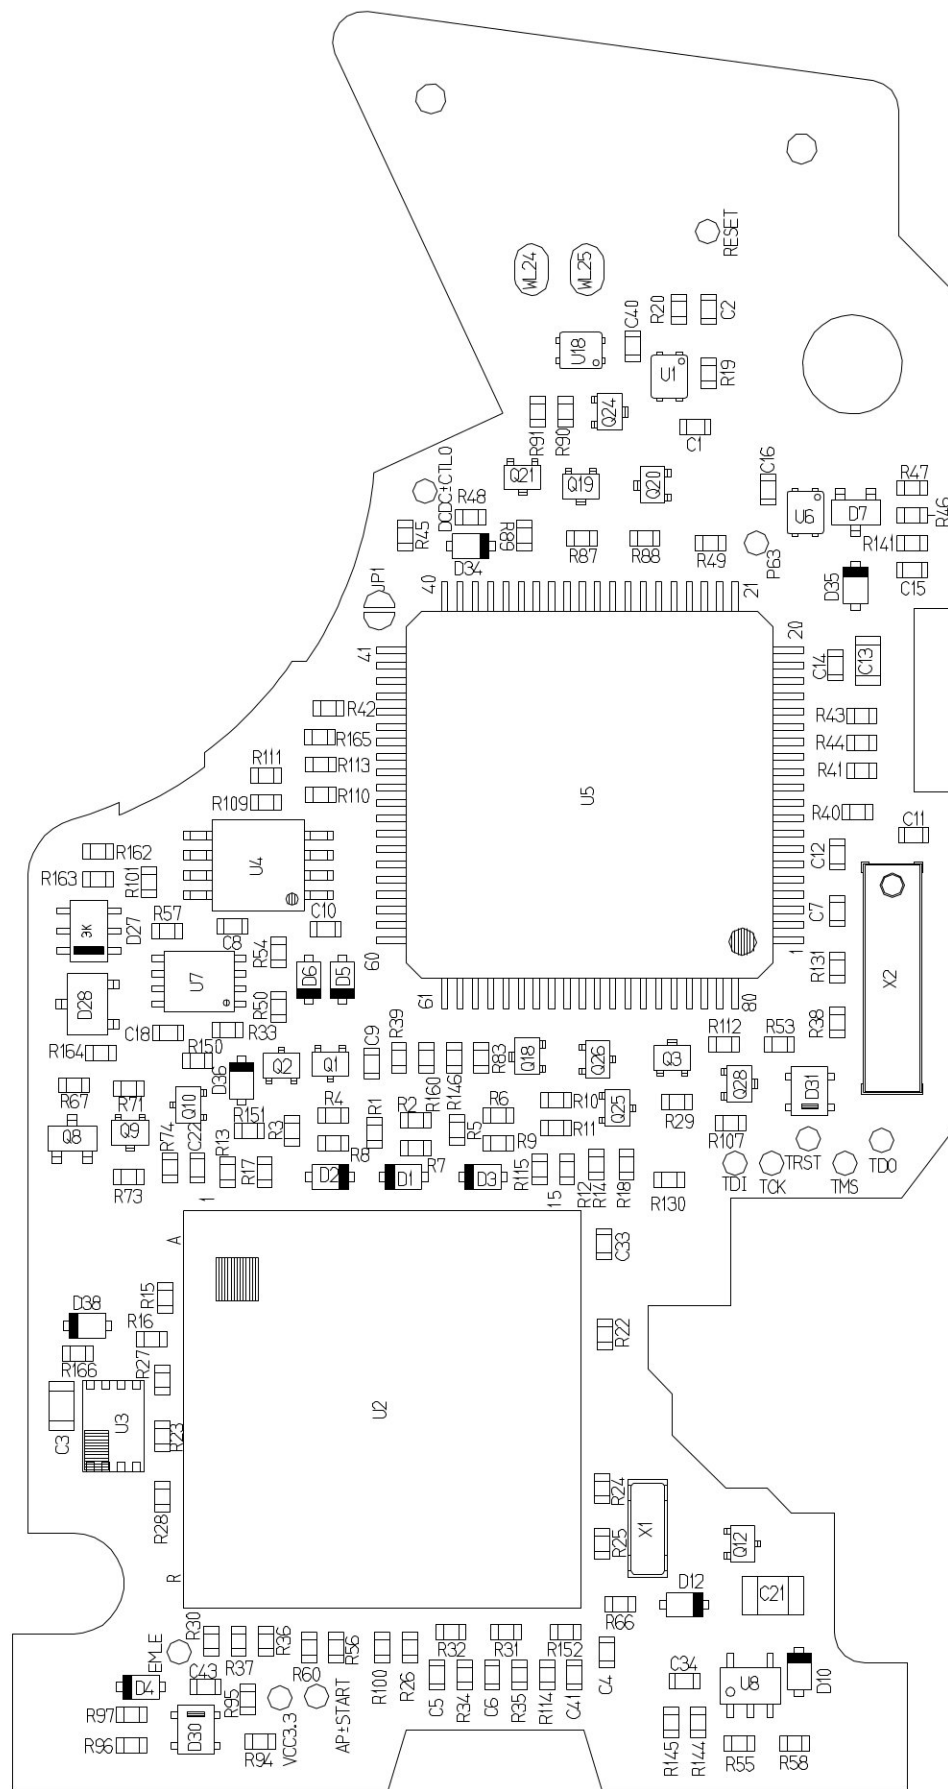 RESET
WL24
WL25
R20
C2
C40
U18
U1
R19
Q24
R91
R90
C1
C16
Q21
Q19
Q20
R47
DCDC±CTL0
R48
U6
D7
R46
R45
R89
R141
D34
R87
R88
R49
P63
C15
D35
JP1
40
21
41
20
C14
C13
R42
R43
R165
R44
R111
R113
R41
R109
R110
U5
R40
C11
R162
U4
C12
R163
R101
R57
C10
C7
D27
ЭК
C8
R54
60
1
R131
X2
U7
D6
D5
D28
R50
61
80
C18
R33
R38
R164
R150
R39
R112
R53
D36
Q2
Q1
C9
R83
Q18
Q26
Q3
R160
R146
Q28
D31
R67
R71
Q10
R151
R4
R2
R6
R10
Q25
R29
Q8
Q9
R3
R1
R5
R11
R107
R74
C22
R13
R8
R7
R9
TRST
TDO
R73
R17
D2
D1
D3
R115
R12
R14
R18
R130
TDI
TCK
TMS
1
15
A
C33
R15
D38
R16
R22
R166
R27
C3
U3
R23
U2
R24
R28
X1
R25
Q12
R
D12
C21
R66
R30
EMLE
R37
R36
R60
R56
R100
R26
R32
R31
R152
C4
C34
U8
D10
D4
C43
R95
VCC3.3
AP±START
C5
R34
C6
R35
R114
C41
R97
D30
R96
R94
R145
R144
R55
R58